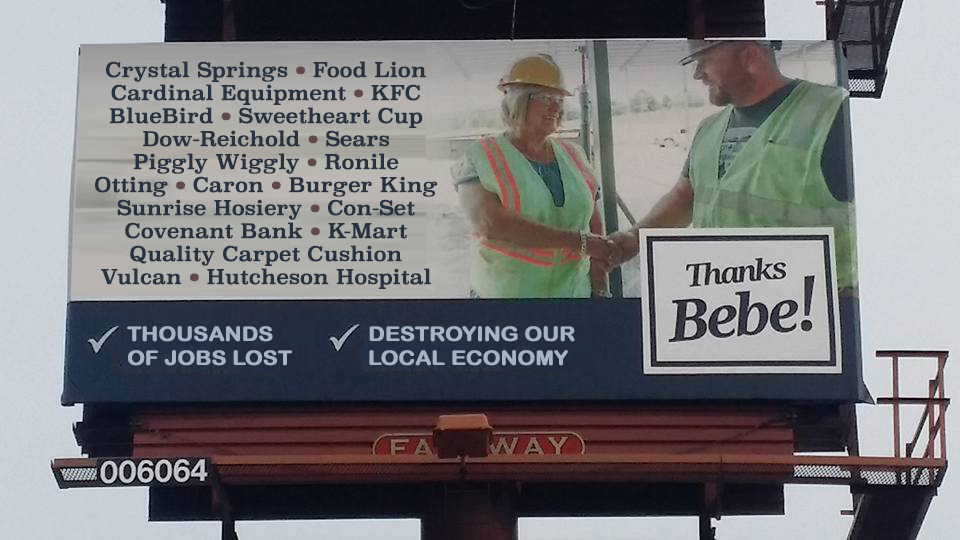 Crystal Springs • Food Lion
Cardinal Equipment • KFC
BlueBird • Sweetheart Cup
Dow-Reichold • Sears
Piggly Wiggly • Ronile
Otting • Caron • Burger King
Sunrise Hosiery • Con-Set
Covenant Bank • K-Mart
Quality Carpet Cushion
Vulcan • Hutcheson Hospital
✓ THOUSANDS
OF JOBS LOST
✓ DESTROYING OUR
LOCAL ECONOMY
Thanks
Bebe!
006064